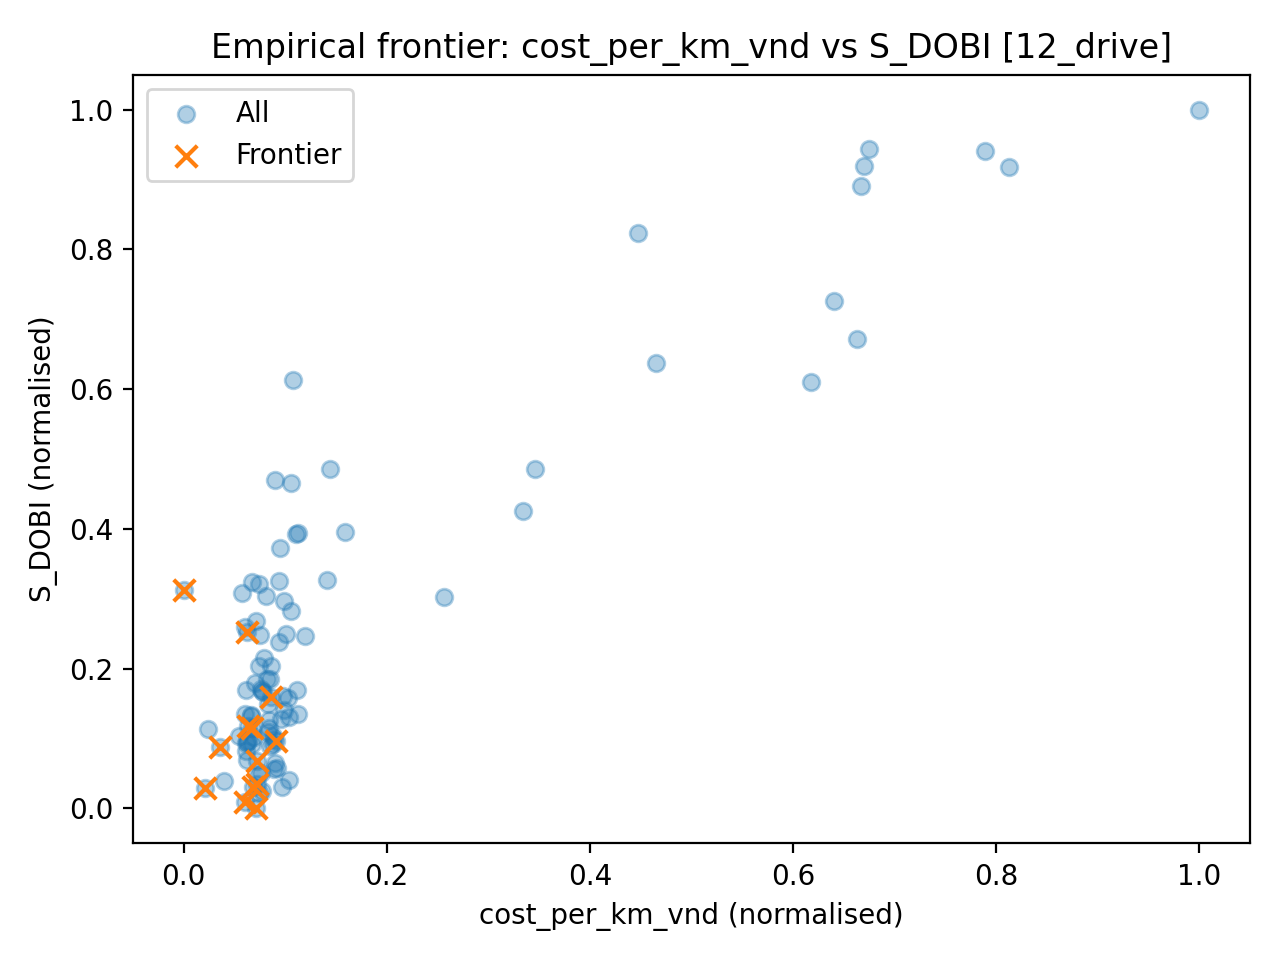 Empirical frontier: cost_per_km_vnd vs S_DOBI [12_drive]
All
Frontier
1.0
0.8
0.6
0.4
0.2
0.0
S_DOBI (normalised)
0.0 0.2 0.4 0.6 0.8 1.0
cost_per_km_vnd (normalised)